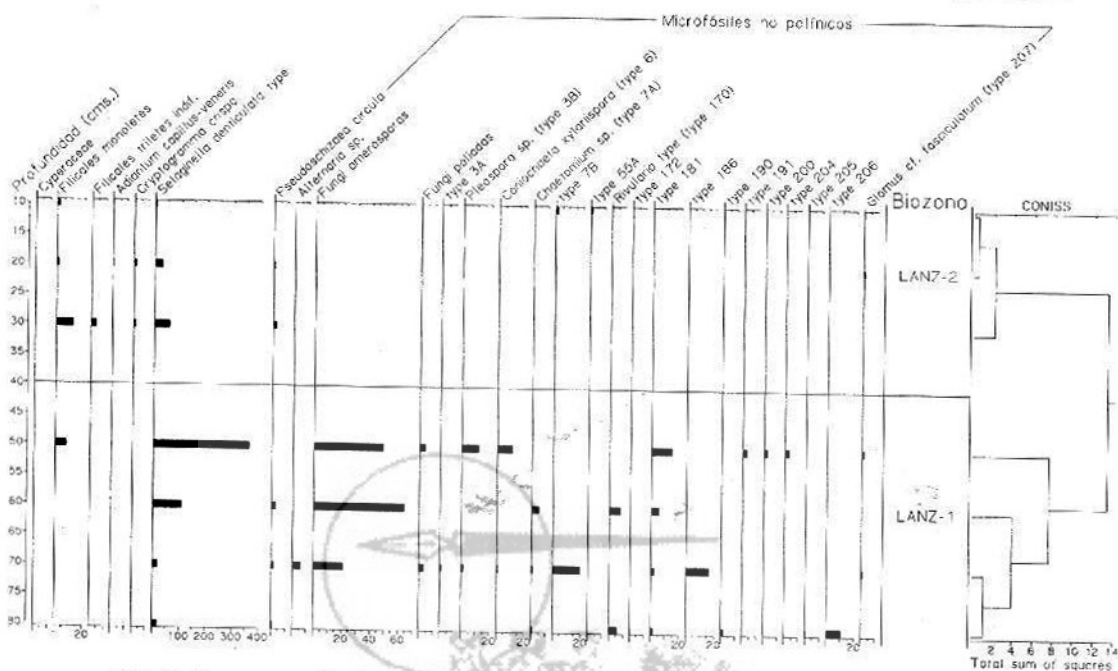 Microfósiles no polínicos
Profundidad (cms.)
Cyperaceae
Filicales monoletes
Filicales triletes indif.
Adiantum capillus-veneris
Cryptogramma crispa
Selaginella denticulata type
Pseudoschizaea circula
Alternaria sp.
Fungi amerosporas
Fungi poliadas
type 3A
Pleospora sp. (type 3B)
Coniochaeta xylariispora (type 6)
Chaetomium sp. (type 7A)
type 7B
type 55A
Rivularia type (type 170)
type 172
type 181
type 186
type 190
type 191
type 200
type 204
type 205
type 206
Glomus cf. fasciculatum (type 207)
Biozona
CONISS
10
15
20
25
30
35
40
45
50
55
60
65
70
75
80
LANZ-2
LANZ-1
20
100 200 300 400
20 40 60
20
20
20
20
20
20
2 4 6 8 10 12 14
Total sum of squares